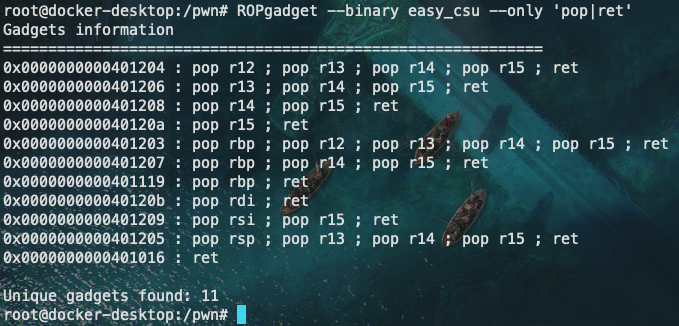 root@docker-desktop:/pwn# ROPgadget --binary easy_csu --only 'pop|ret'
Gadgets information
============================================================
0x0000000000401204 : pop r12 ; pop r13 ; pop r14 ; pop r15 ; ret
0x0000000000401206 : pop r13 ; pop r14 ; pop r15 ; ret
0x0000000000401208 : pop r14 ; pop r15 ; ret
0x000000000040120a : pop r15 ; ret
0x0000000000401203 : pop rbp ; pop r12 ; pop r13 ; pop r14 ; pop r15 ; ret
0x0000000000401207 : pop rbp ; pop r14 ; pop r15 ; ret
0x0000000000401119 : pop rbp ; ret
0x000000000040120b : pop rdi ; ret
0x0000000000401209 : pop rsi ; pop r15 ; ret
0x0000000000401205 : pop rsp ; pop r13 ; pop r14 ; pop r15 ; ret
0x0000000000401016 : ret

Unique gadgets found: 11
root@docker-desktop:/pwn#